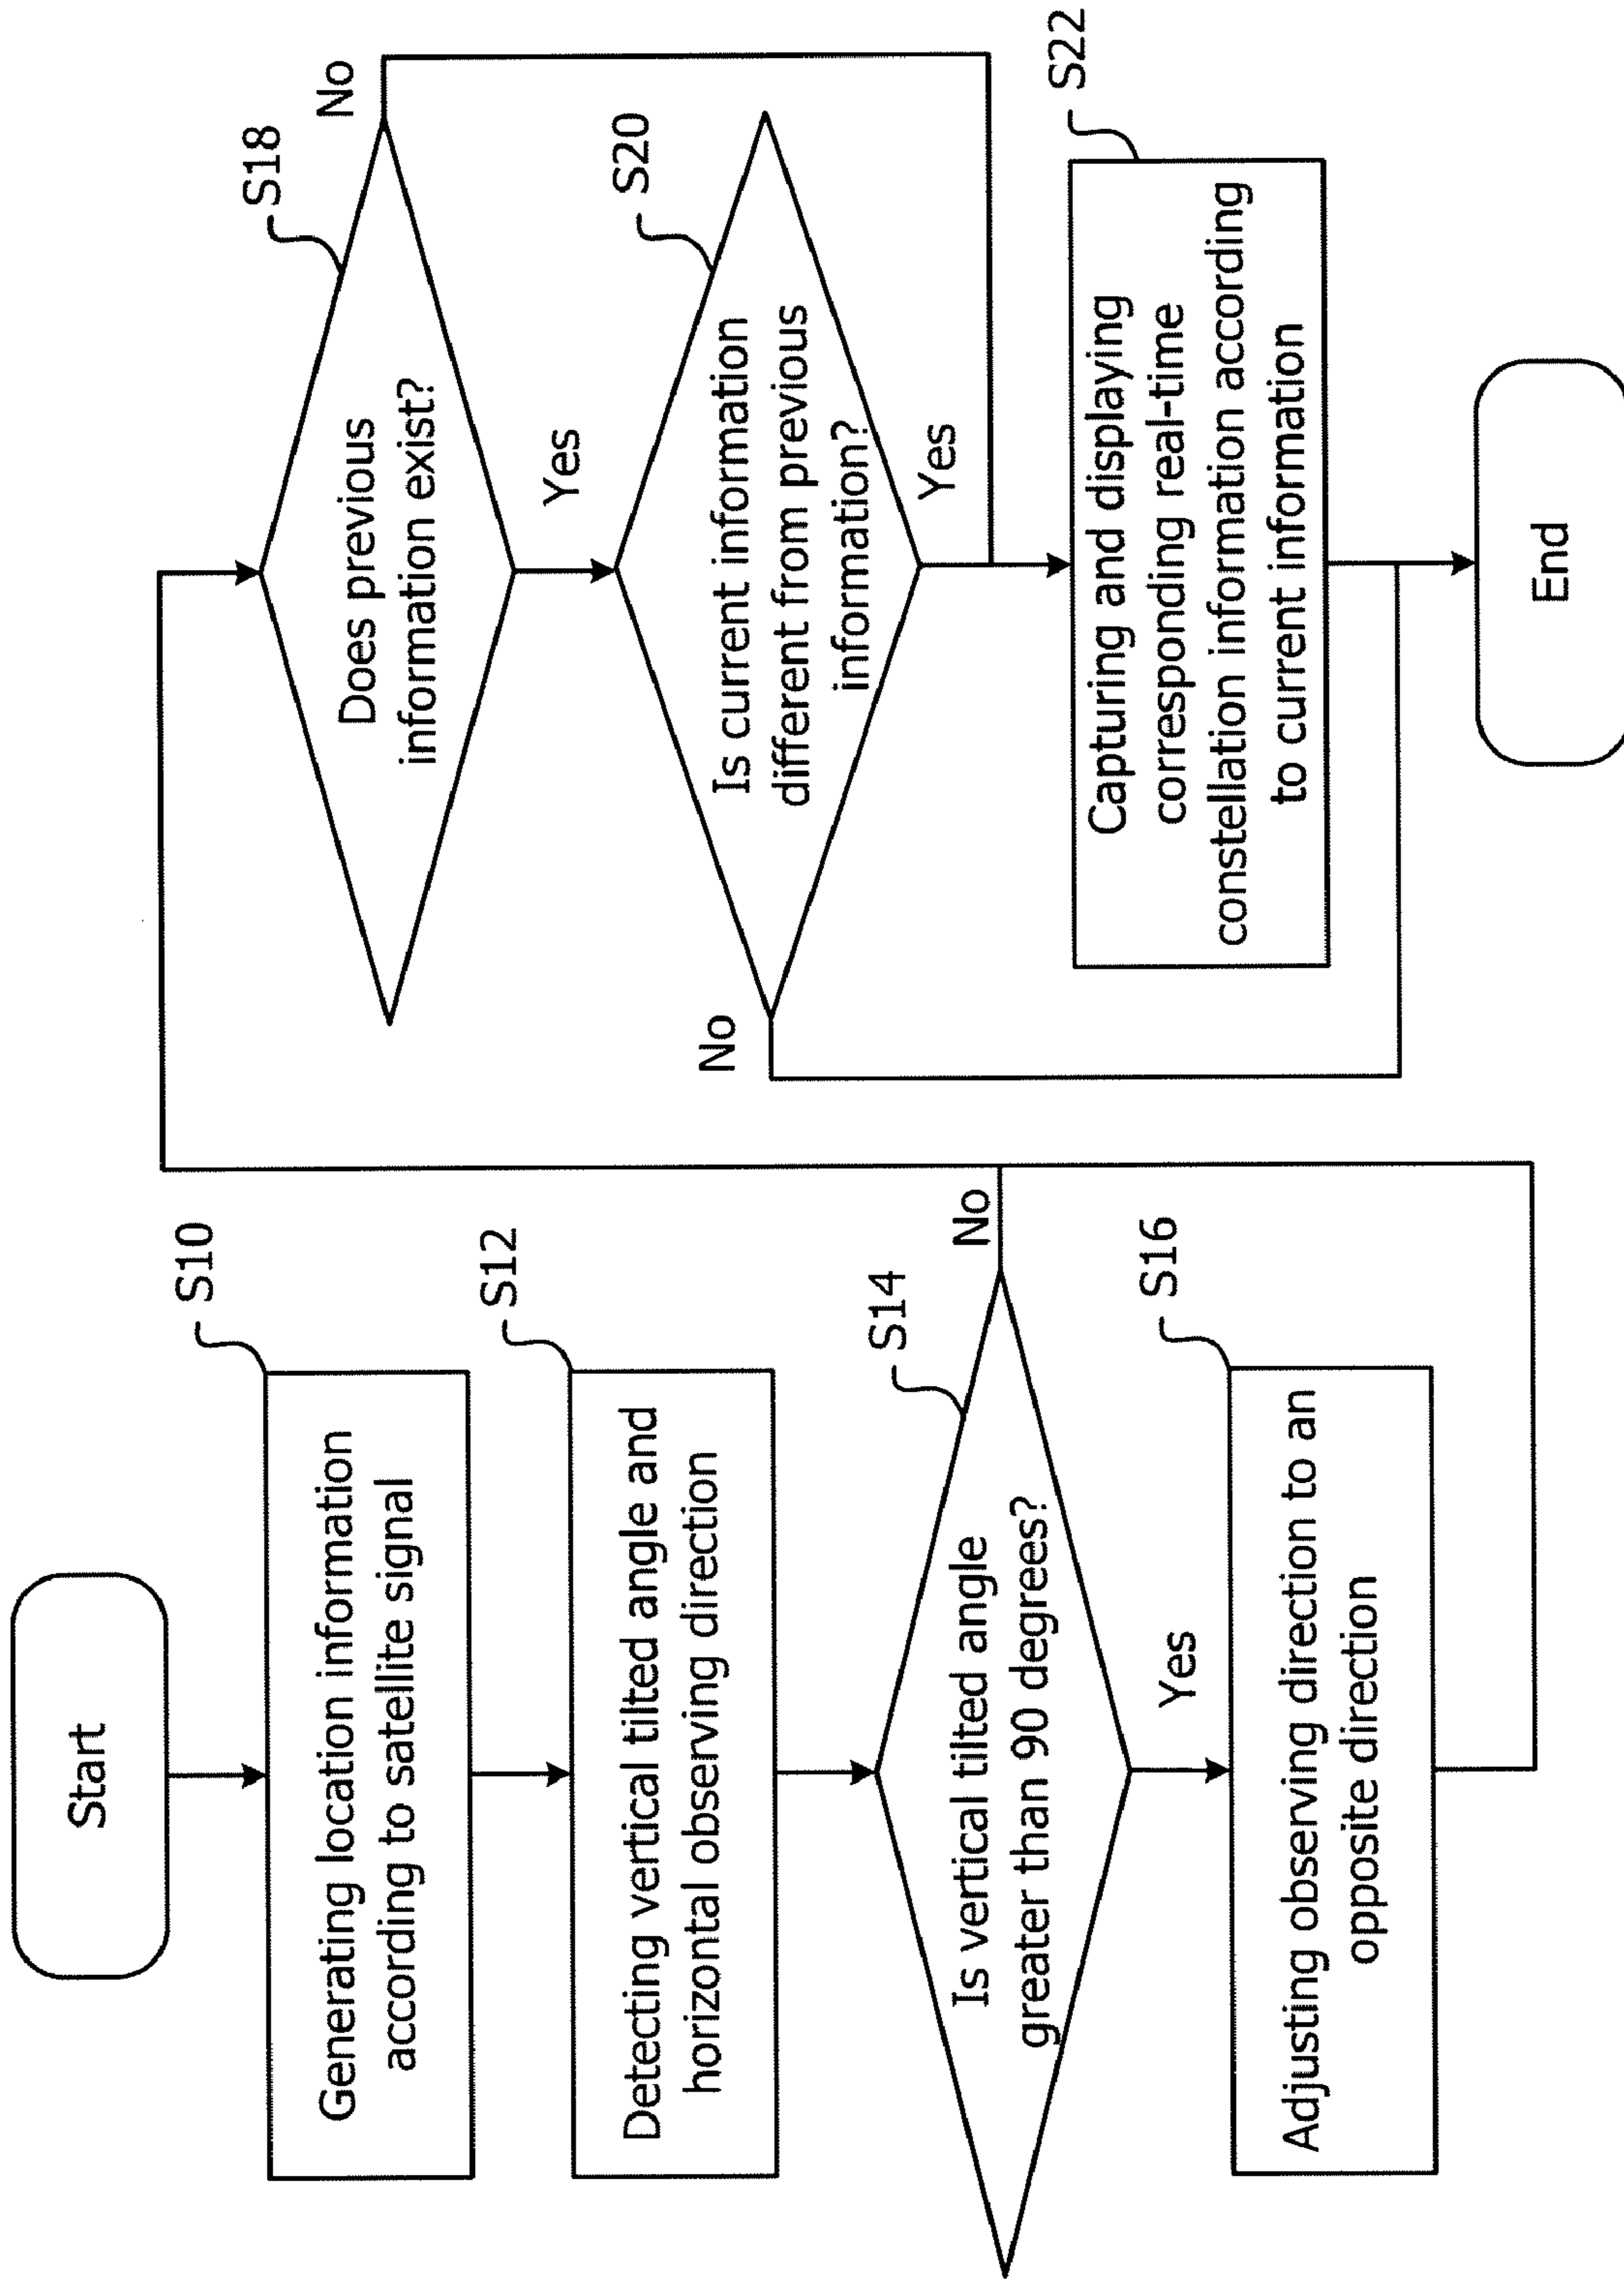 Start
S10
Generating location information
according to satellite signal
S12
Detecting vertical tilted angle and
horizontal observing direction
S14
Is vertical tilted angle
greater than 90 degrees?
No
Yes
S16
Adjusting observing direction to an
opposite direction
S18
Does previous
information exist?
No
Yes
S20
Is current information
different from previous
information?
No
Yes
S22
Capturing and displaying
corresponding real-time
constellation information according
to current information
End